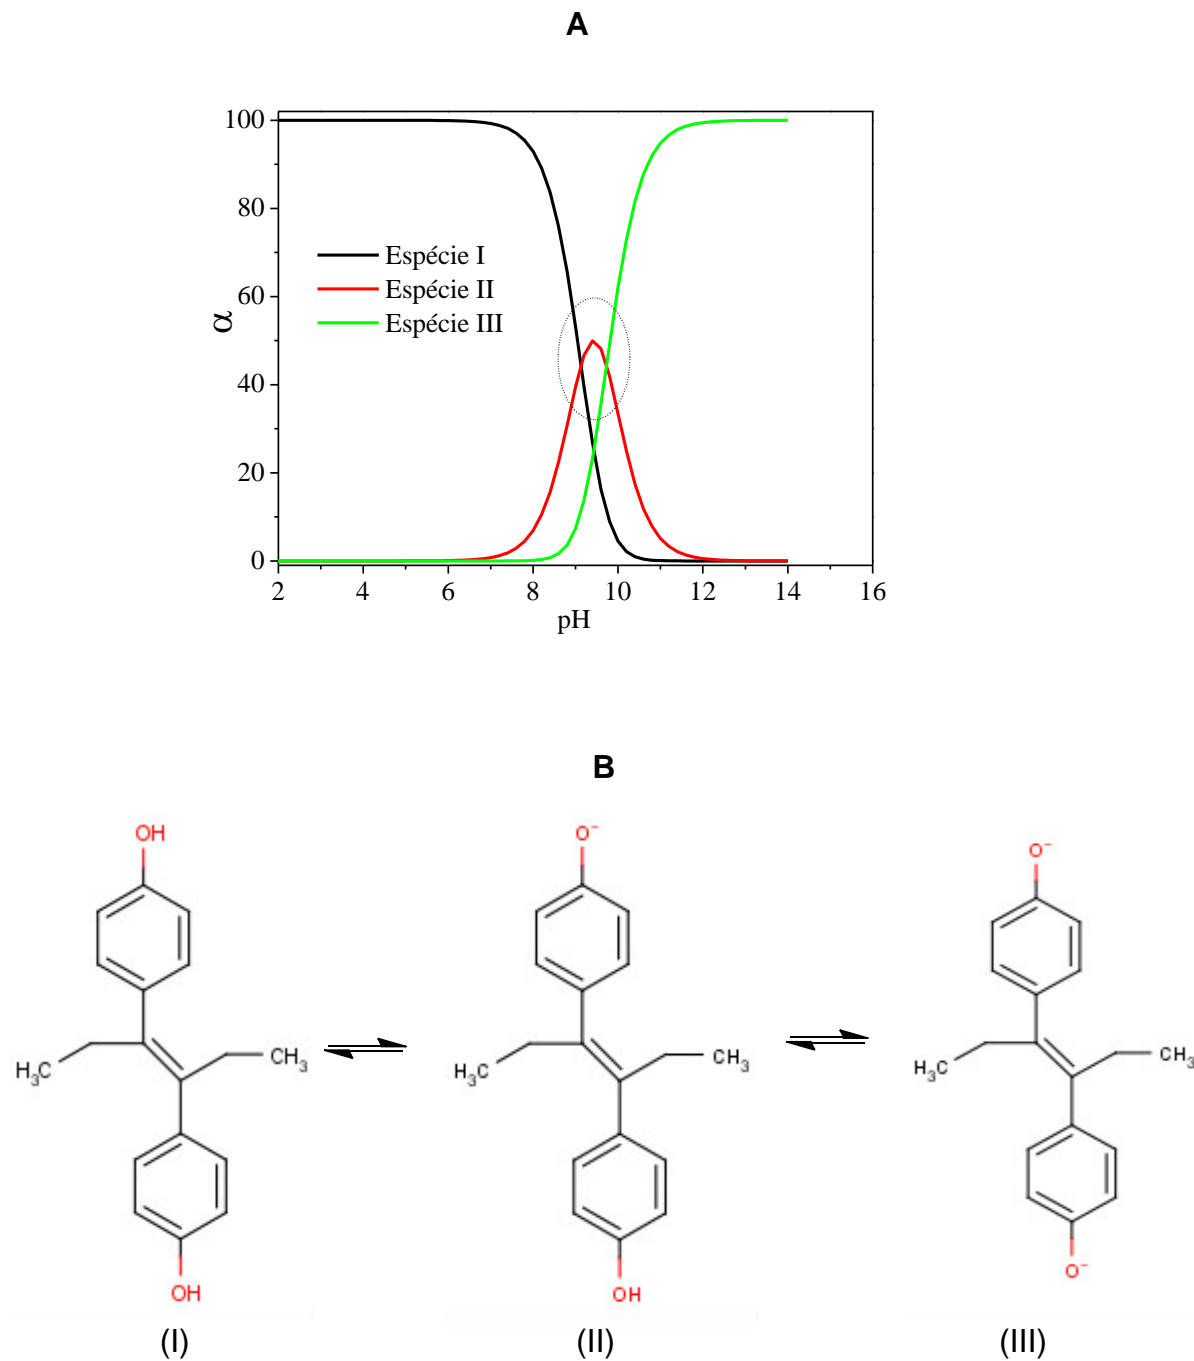 A
100
80
60
40
20
0
α
Espécie I
Espécie II
Espécie III
2 4 6 8 10 12 14 16
pH
B
OH O⁻ O⁻
H₃C CH₃ H₃C CH₃ H₃C CH₃
OH OH O⁻
(I) (II) (III)